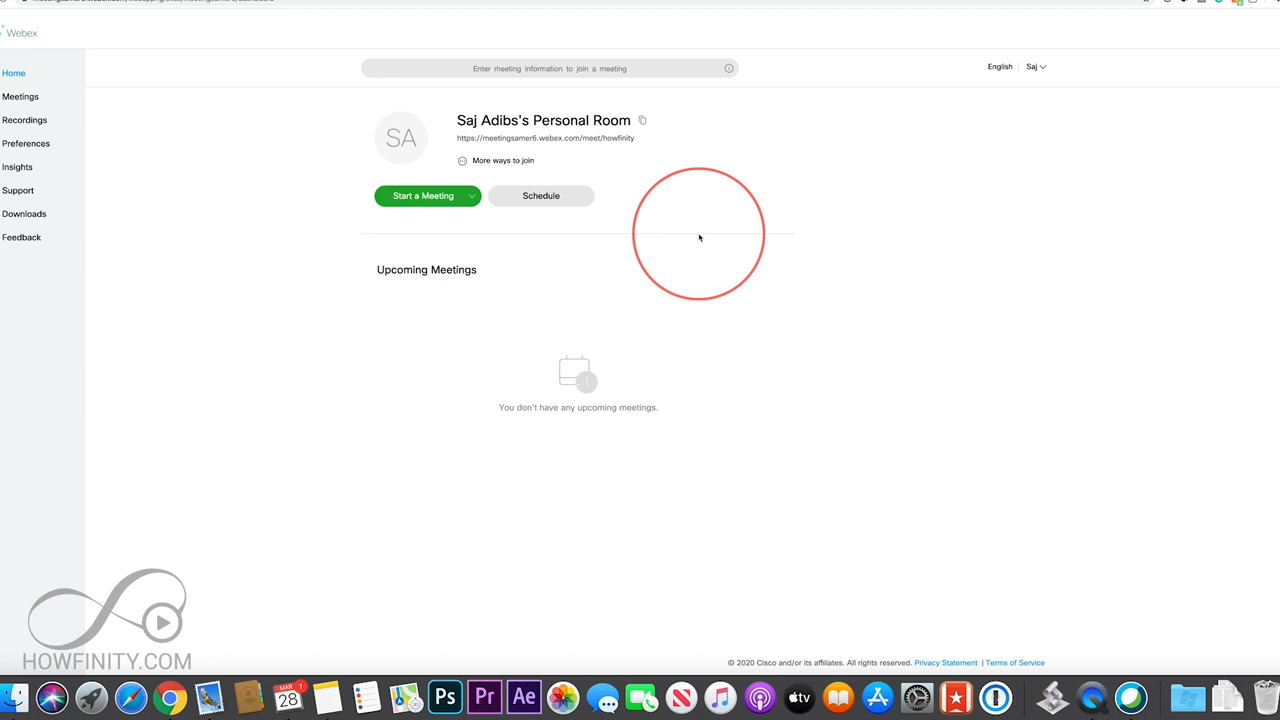 Webex
Home
Meetings
Recordings
Preferences
Insights
Support
Downloads
Feedback
Enter meeting information to join a meeting
English
Saj
SA
Saj Adibs's Personal Room
https://meetingsamer6.webex.com/meet/howfinity
More ways to join
Start a Meeting
Schedule
Upcoming Meetings
You don't have any upcoming meetings.
HOWFINITY.COM
© 2020 Cisco and/or its affiliates. All rights reserved. Privacy Statement | Terms of Service
MAR
28
1
Ps
Pr
Ae
tv